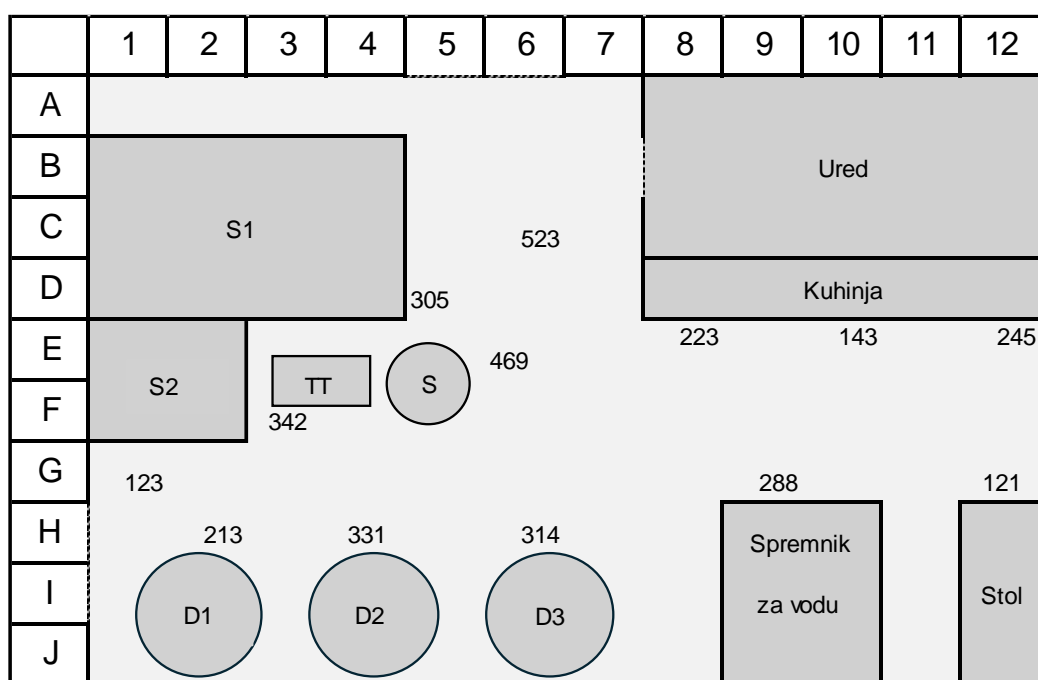 1 2 3 4 5 6 7 8 9 10 11 12
A
B Ured
C S1 523
D 305 Kuhinja
E 469 223 143 245
S2 TT S
F 342
G 123 288 121
H 213 331 314 Spremnik
I D1 D2 D3 za vodu Stol
J